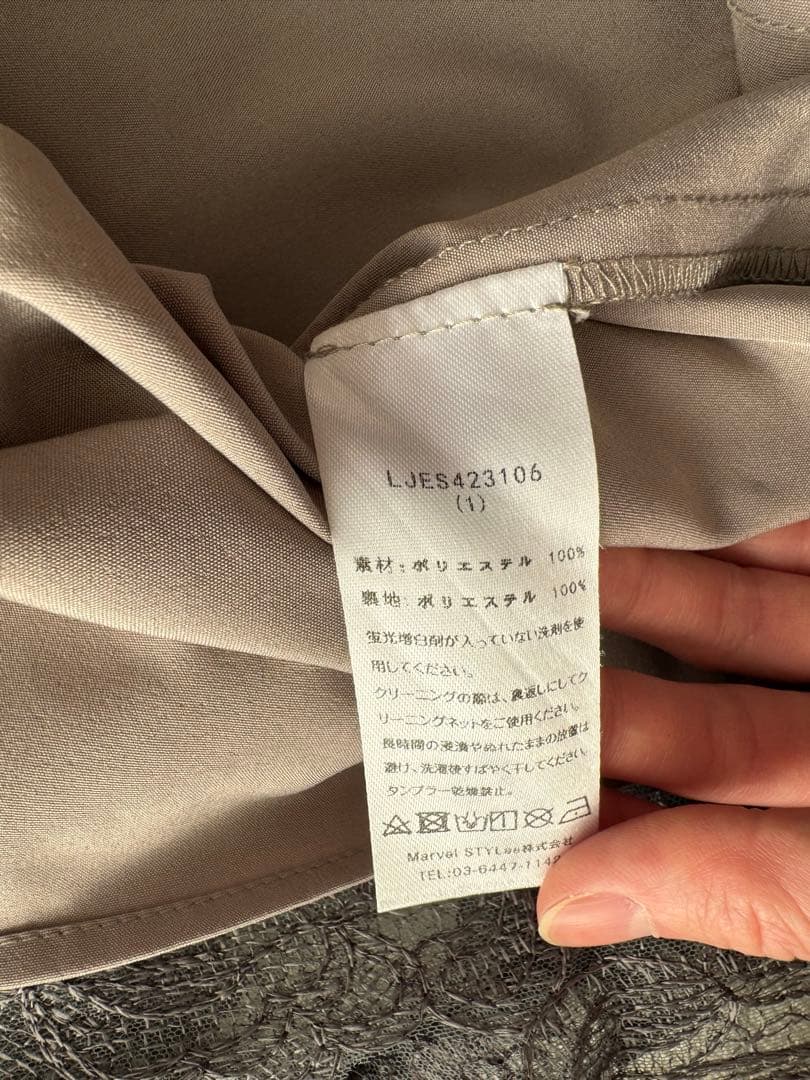 LJES423106
(1)
素材:ポリエステル 100%
裏地:ポリエステル 100%
蛍光増白剤が入っていない洗剤を使
用してください。
クリーニングの際は、裏返しにしてク
リーニングネットをご使用ください。
長時間の浸漬やぬれたままの放置は
避け、洗濯後すばやく干してください。
タンブラー乾燥禁止。
Marvel STYLee株式会社
TEL:03-6447-1142